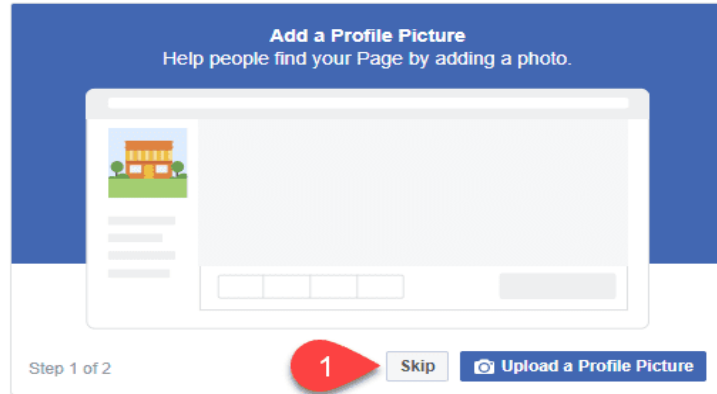 Add a Profile Picture
Help people find your Page by adding a photo.
Step 1 of 2
1
Skip
Upload a Profile Picture